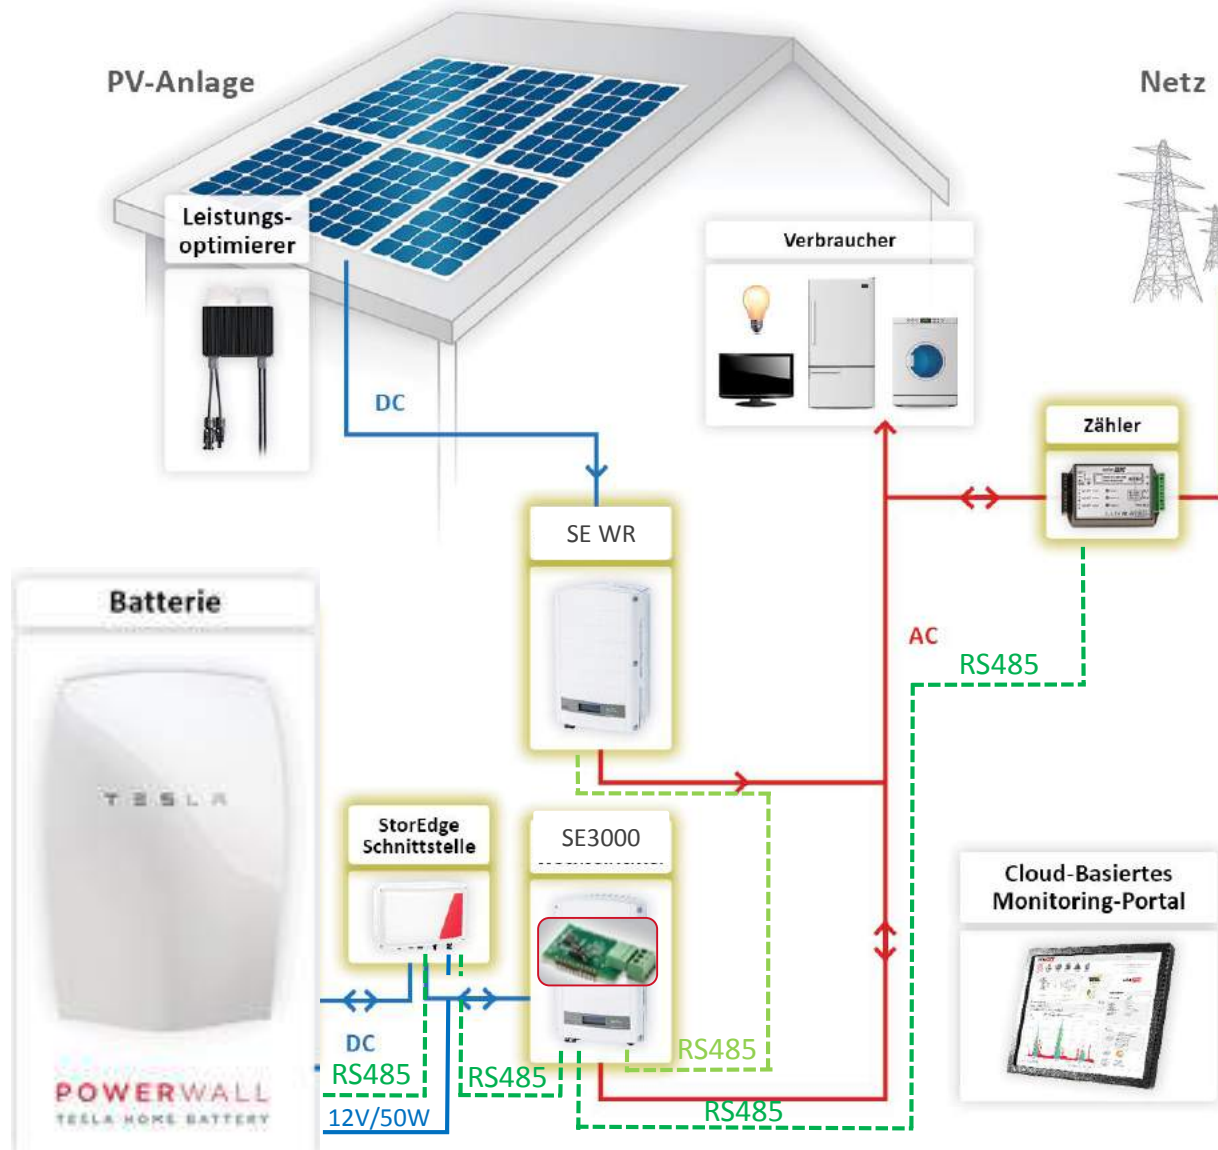 PV-Anlage
Netz
Leistungs-
optimierer
Verbraucher
DC
Zähler
SE WR
Batterie
AC
RS485
TESLA
StorEdge
Schnittstelle
SE3000
Cloud-Basiertes
Monitoring-Portal
DC
RS485
RS485
RS485
POWERWALL
TESLA HOME BATTERY
12V/50W
RS485